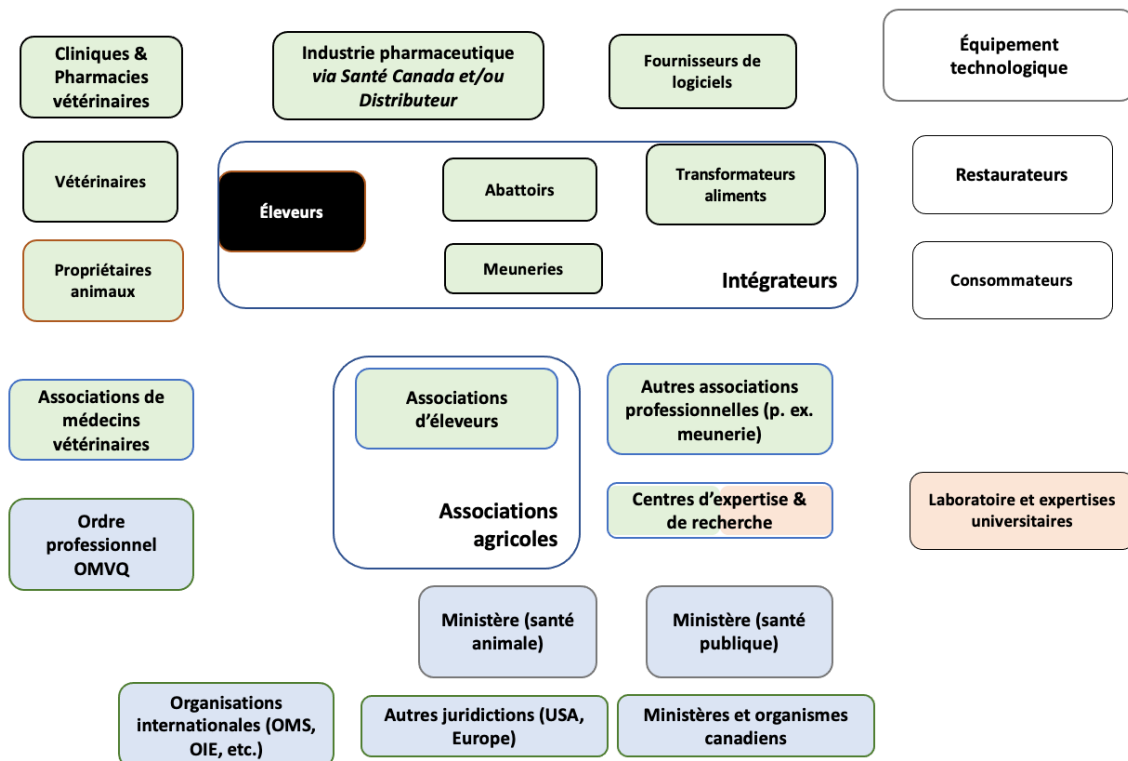 Cliniques &
Pharmacies
vétérinaires
Industrie pharmaceutique
via Santé Canada et/ou
Distributeur
Fournisseurs de
logiciels
Équipement
technologique
Vétérinaires
Éleveurs
Abattoirs
Transformateurs
aliments
Restaurateurs
Propriétaires
animaux
Meuneries
Intégrateurs
Consommateurs
Associations de
médecins
vétérinaires
Associations
d’éleveurs
Autres associations
professionnelles (p. ex.
meunerie)
Ordre
professionnel
OMVQ
Associations
agricoles
Centres d’expertise &
de recherche
Laboratoire et expertises
universitaires
Ministère (santé
animale)
Ministère (santé
publique)
Organisations
internationales (OMS,
OIE, etc.)
Autres juridictions (USA,
Europe)
Ministères et organismes
canadiens